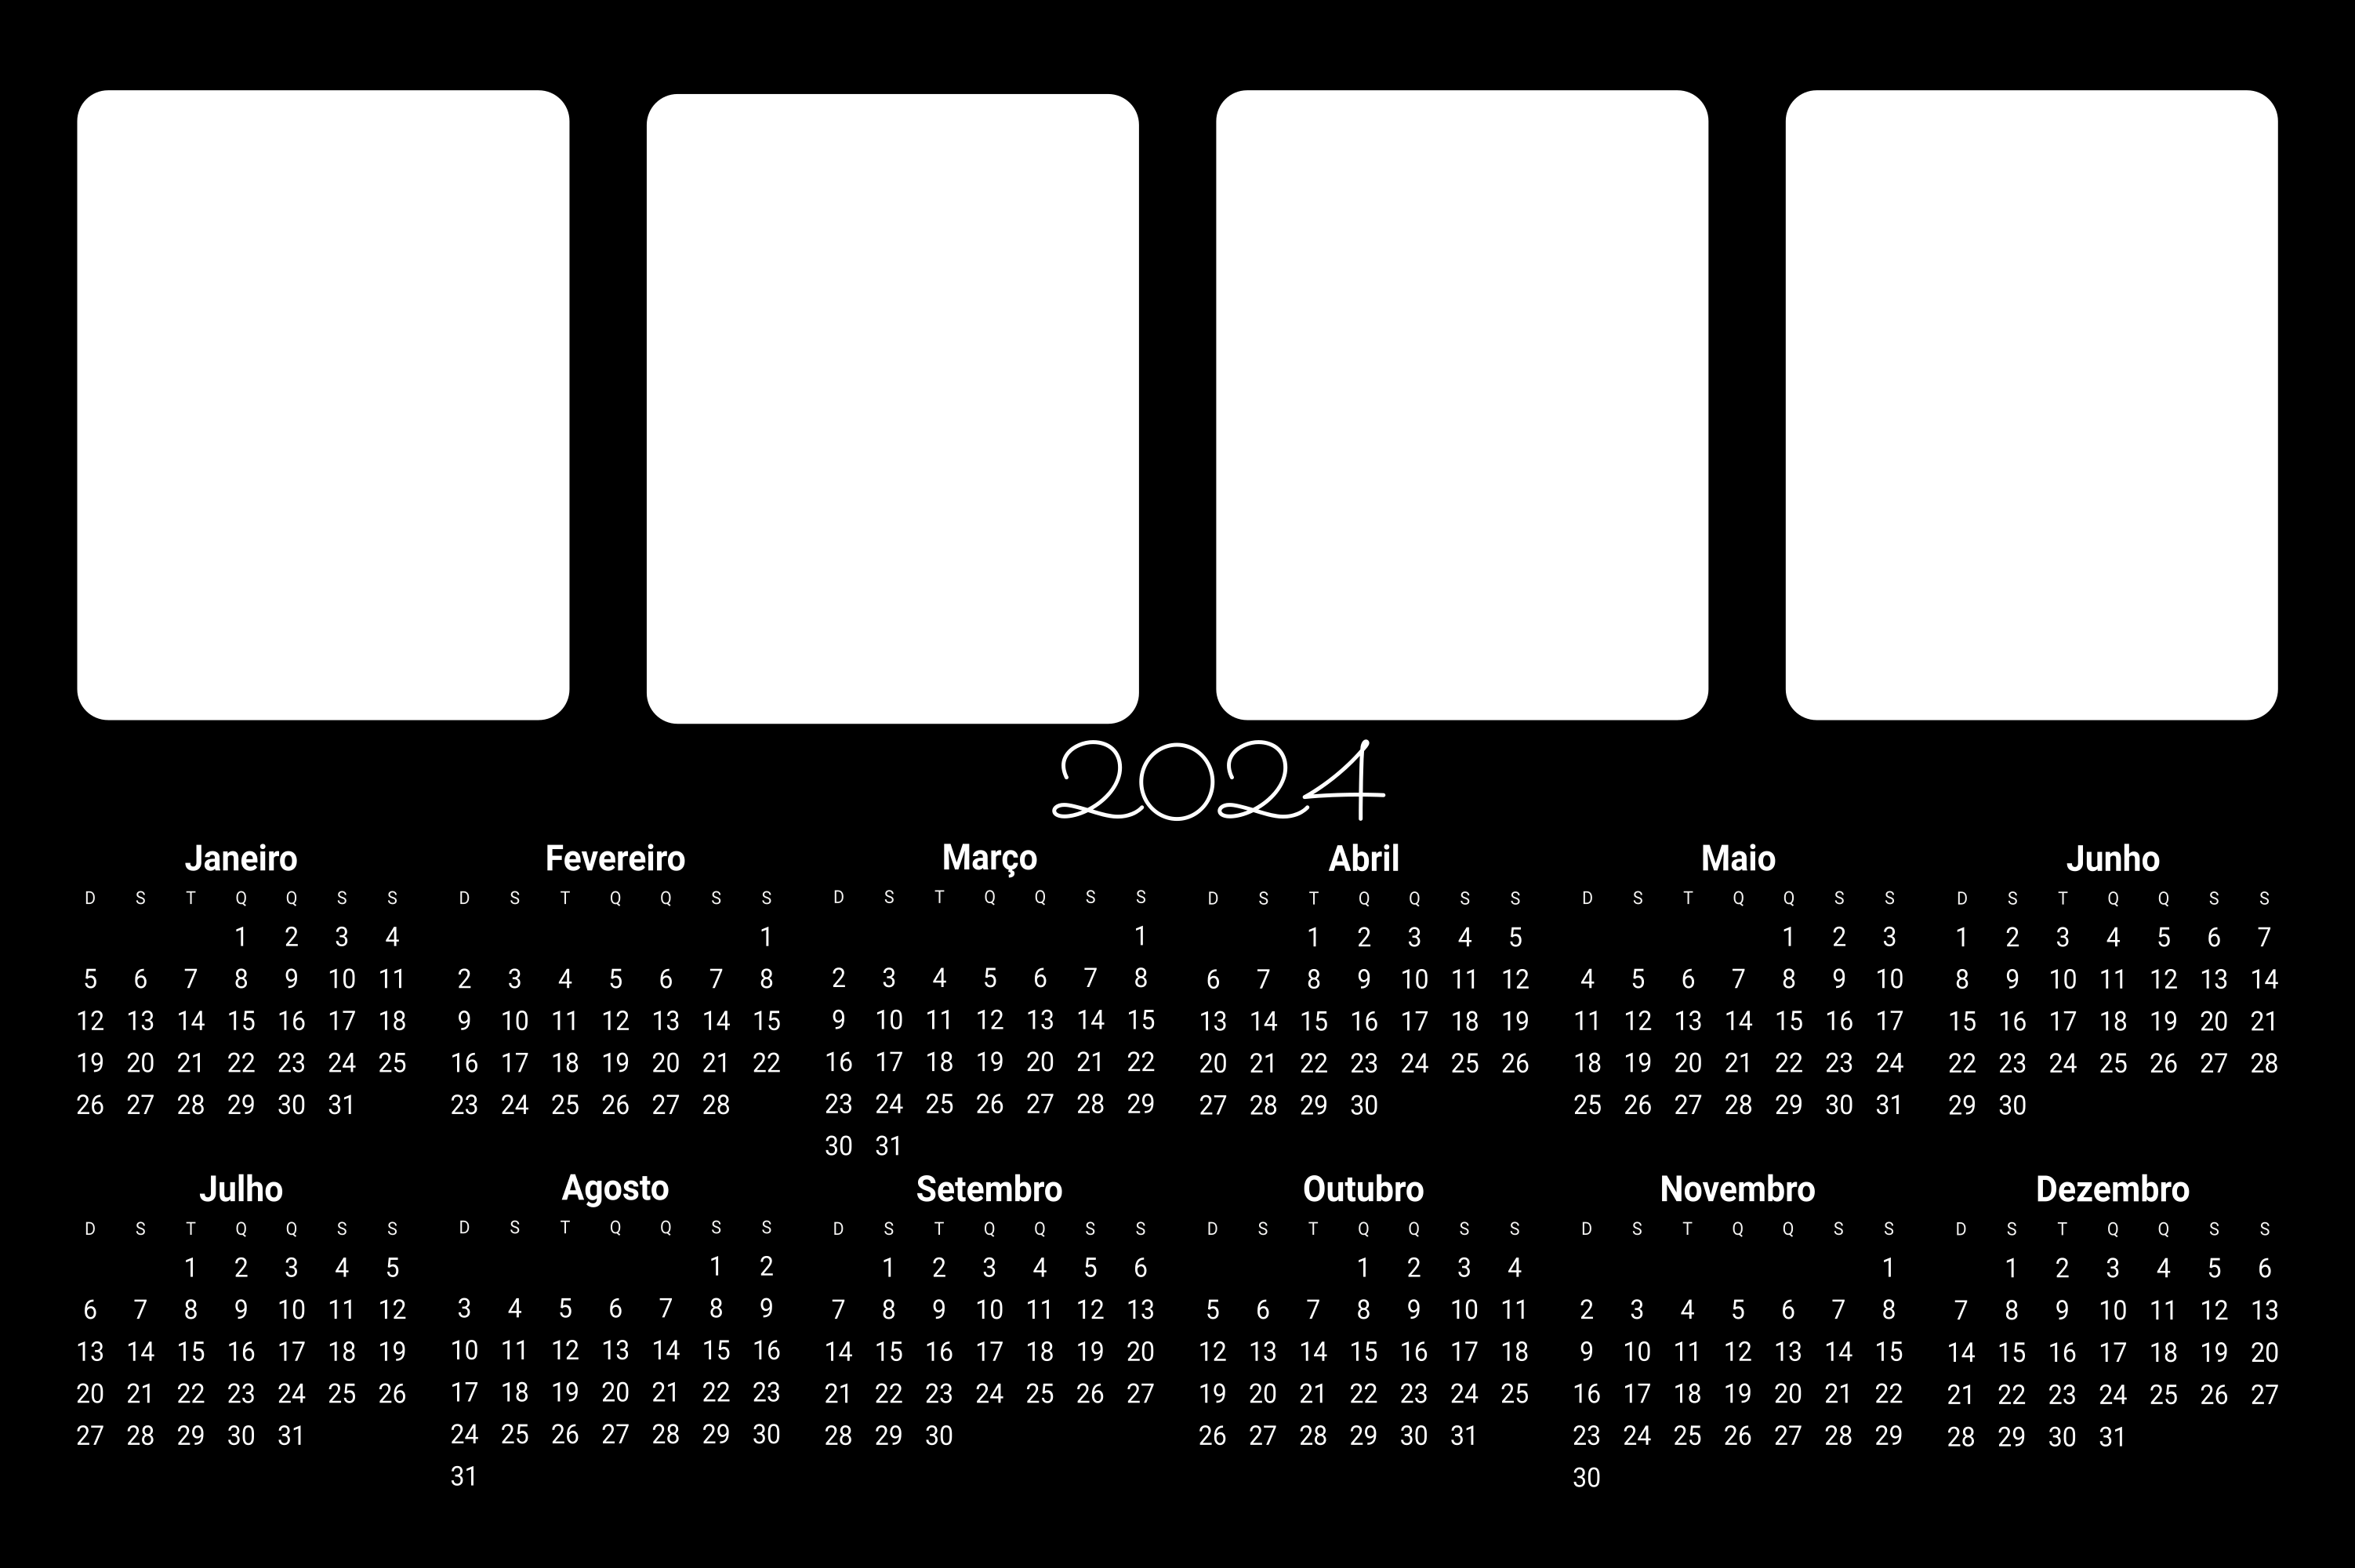 2024
Janeiro
D S T Q Q S S
1 2 3 4
5 6 7 8 9 10 11
12 13 14 15 16 17 18
19 20 21 22 23 24 25
26 27 28 29 30 31
Fevereiro
D S T Q Q S S
1
2 3 4 5 6 7 8
9 10 11 12 13 14 15
16 17 18 19 20 21 22
23 24 25 26 27 28
Março
D S T Q Q S S
1
2 3 4 5 6 7 8
9 10 11 12 13 14 15
16 17 18 19 20 21 22
23 24 25 26 27 28 29
30 31
Abril
D S T Q Q S S
1 2 3 4 5
6 7 8 9 10 11 12
13 14 15 16 17 18 19
20 21 22 23 24 25 26
27 28 29 30
Maio
D S T Q Q S S
1 2 3
4 5 6 7 8 9 10
11 12 13 14 15 16 17
18 19 20 21 22 23 24
25 26 27 28 29 30 31
Junho
D S T Q Q S S
1 2 3 4 5 6 7
8 9 10 11 12 13 14
15 16 17 18 19 20 21
22 23 24 25 26 27 28
29 30
Julho
D S T Q Q S S
1 2 3 4 5
6 7 8 9 10 11 12
13 14 15 16 17 18 19
20 21 22 23 24 25 26
27 28 29 30 31
Agosto
D S T Q Q S S
1 2
3 4 5 6 7 8 9
10 11 12 13 14 15 16
17 18 19 20 21 22 23
24 25 26 27 28 29 30
31
Setembro
D S T Q Q S S
1 2 3 4 5 6
7 8 9 10 11 12 13
14 15 16 17 18 19 20
21 22 23 24 25 26 27
28 29 30
Outubro
D S T Q Q S S
1 2 3 4
5 6 7 8 9 10 11
12 13 14 15 16 17 18
19 20 21 22 23 24 25
26 27 28 29 30 31
Novembro
D S T Q Q S S
1
2 3 4 5 6 7 8
9 10 11 12 13 14 15
16 17 18 19 20 21 22
23 24 25 26 27 28 29
30
Dezembro
D S T Q Q S S
1 2 3 4 5 6
7 8 9 10 11 12 13
14 15 16 17 18 19 20
21 22 23 24 25 26 27
28 29 30 31